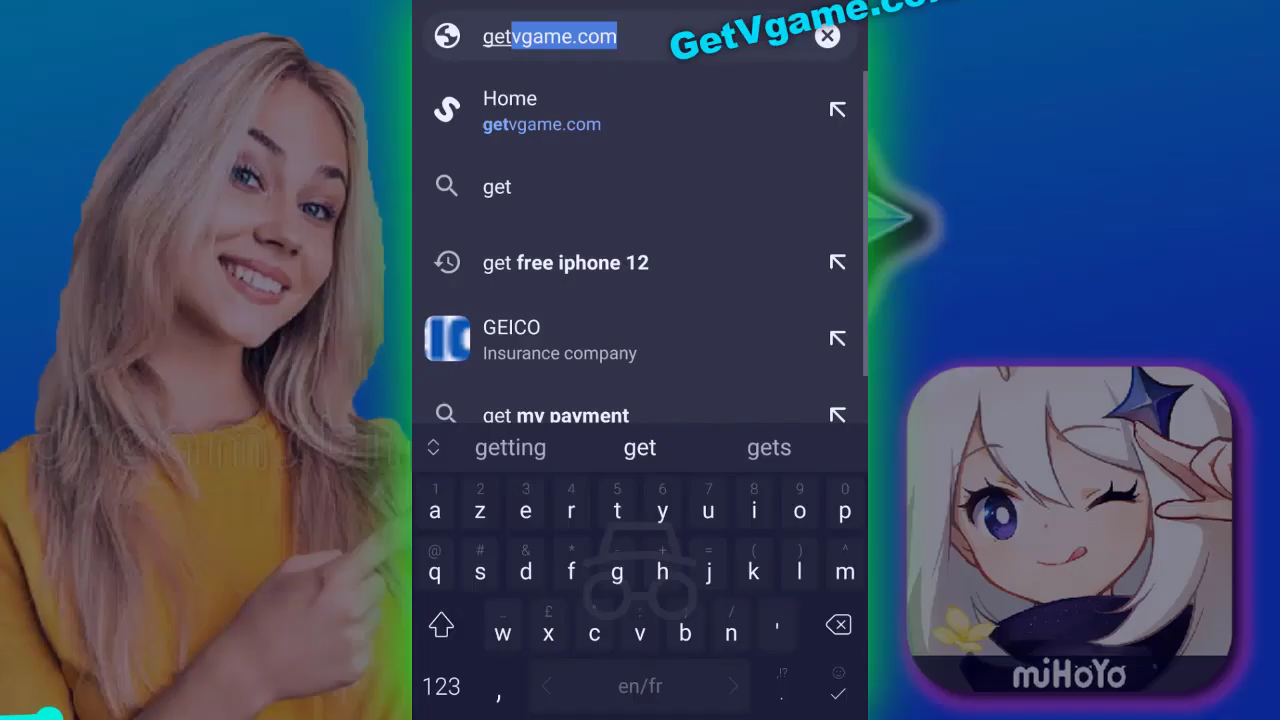 getvgame.com
GetVgame.com
Home
getvgame.com
get
get free iphone 12
GEICO
Insurance company
get my payment
getting get gets
1 2 3 4 5 6 7 8 9 0
a z e r t y u i o p
@ # & * - + = ( ) ^
q s d f g h j k l m
w x c v b n '
123 , en/fr .
miHoYo